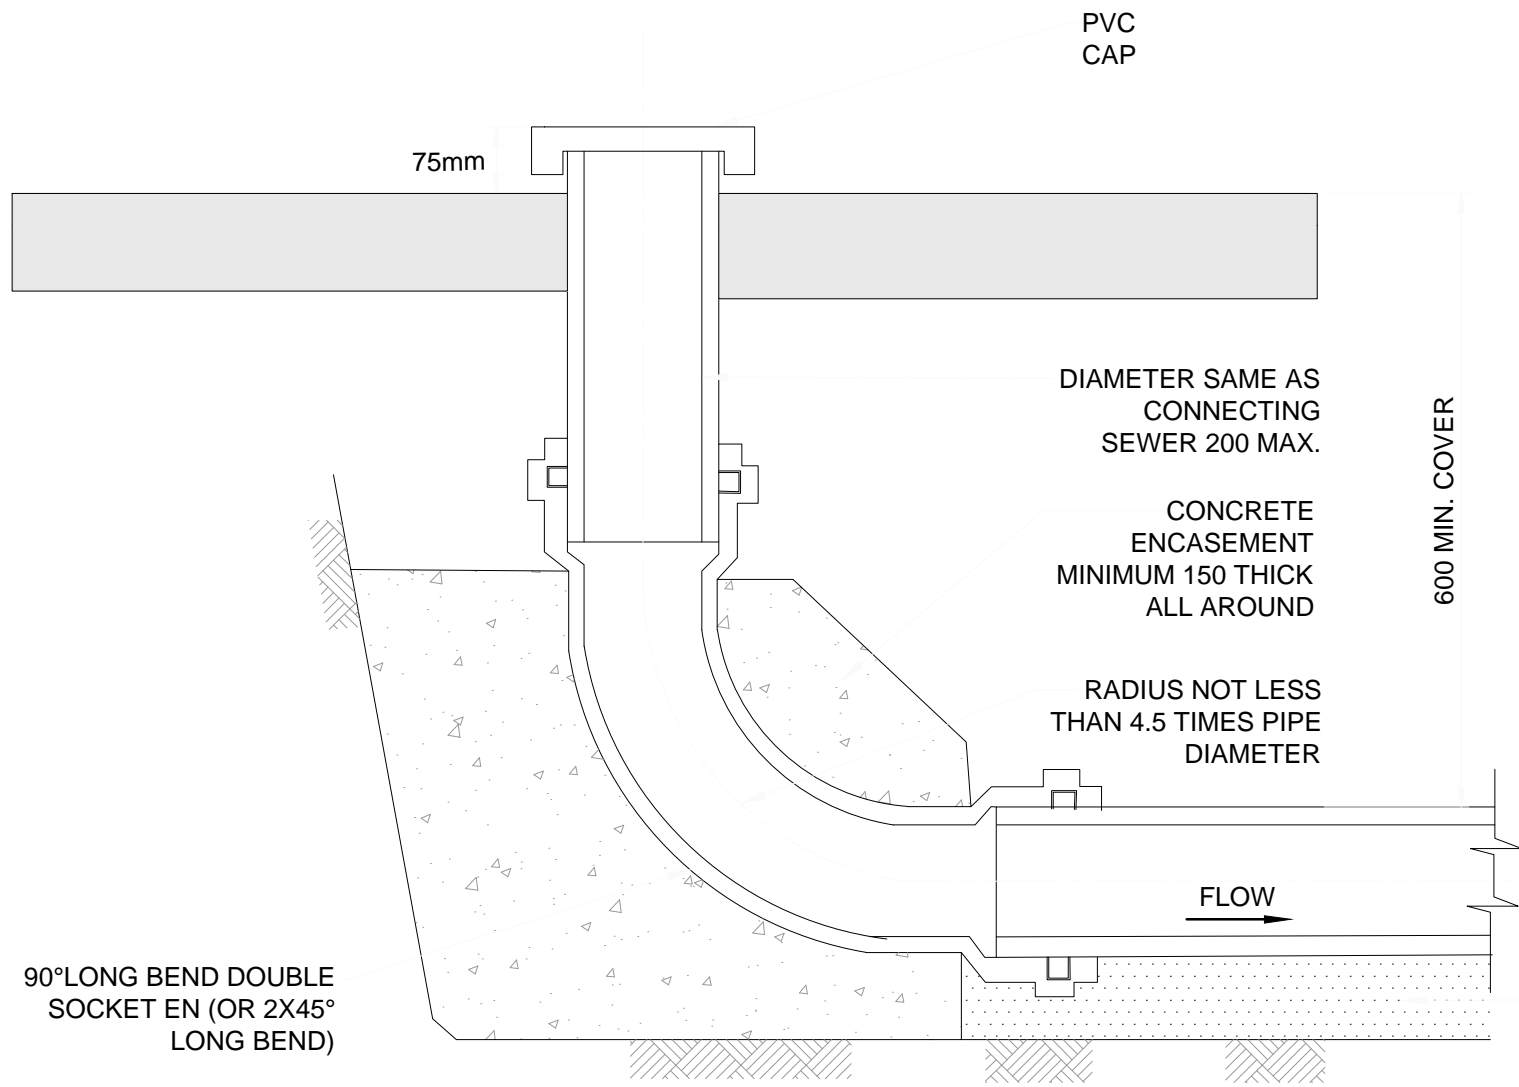 PVC
CAP
75mm
DIAMETER SAME AS
CONNECTING
SEWER 200 MAX.
600 MIN. COVER
CONCRETE
ENCASEMENT
MINIMUM 150 THICK
ALL AROUND
RADIUS NOT LESS
THAN 4.5 TIMES PIPE
DIAMETER
FLOW
90°LONG BEND DOUBLE
SOCKET EN (OR 2X45°
LONG BEND)